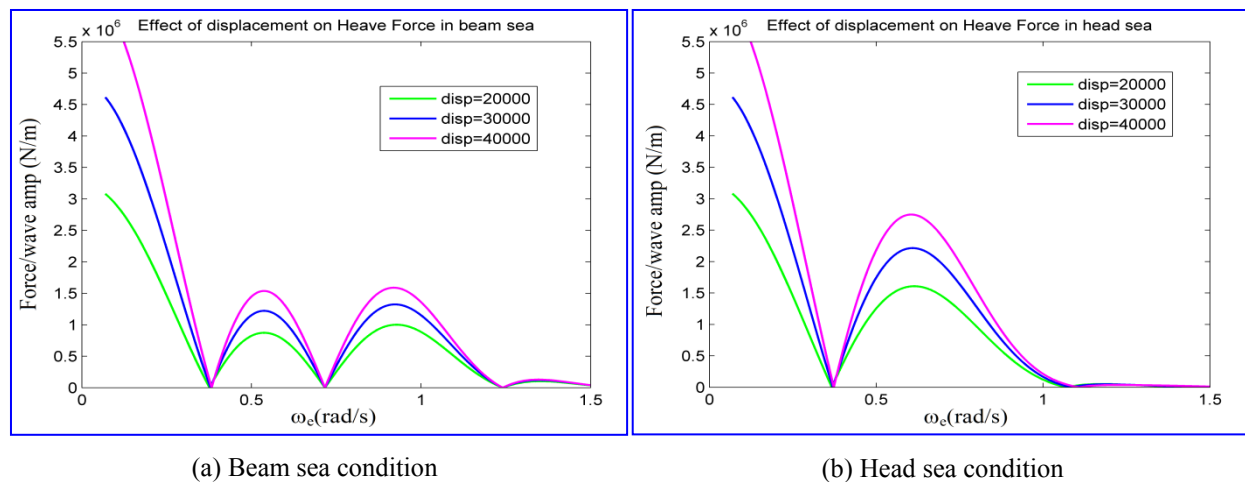 Effect of displacement on Heave Force in beam sea
x 10⁶
5.5
5
4.5
4
3.5
3
2.5
2
1.5
1
0.5
0
Force/wave amp (N/m)
disp=20000
disp=30000
disp=40000
0 0.5 1 1.5
ωe(rad/s)
(a) Beam sea condition
Effect of displacement on Heave Force in head sea
x 10⁶
5.5
5
4.5
4
3.5
3
2.5
2
1.5
1
0.5
0
Force/wave amp (N/m)
disp=20000
disp=30000
disp=40000
0 0.5 1 1.5
ωe(rad/s)
(b) Head sea condition